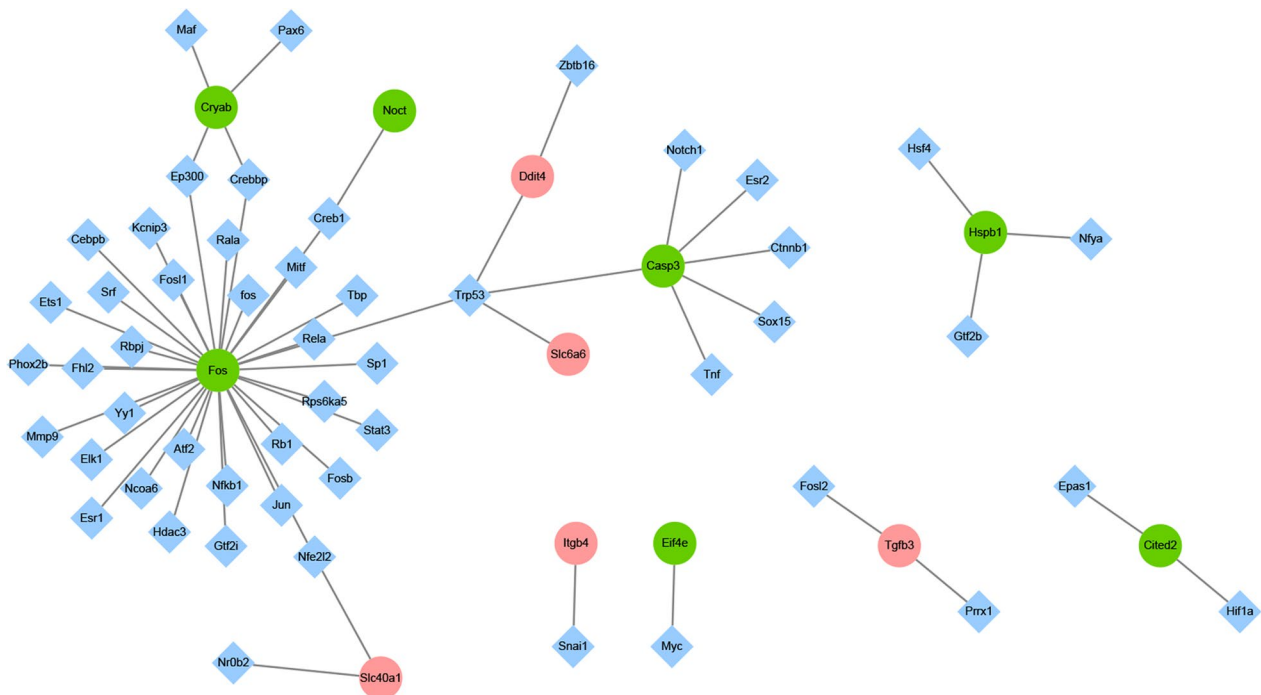 Maf
Pax6
Zbtb16
Cryab
Noct
Notch1
Hsf4
Ep300
Crebbp
Ddit4
Esr2
Kcnip3
Creb1
Cebpb
Rala
Hspb1
Nfya
Ctnnb1
Casp3
Mitf
Fosl1
Srf
fos
Tbp
Trp53
Ets1
Sox15
Rela
Gtf2b
Rbpj
Slc6a6
Phox2b
Fhl2
Fos
Sp1
Tnf
Rps6ka5
Yy1
Stat3
Mmp9
Rb1
Atf2
Elk1
Fosb
Ncoa6
Nfkb1
Fosl2
Epas1
Jun
Esr1
Hdac3
Gtf2i
Itgb4
Eif4e
Tgfb3
Cited2
Nfe2l2
Prrx1
Hif1a
Snai1
Myc
Nr0b2
Slc40a1